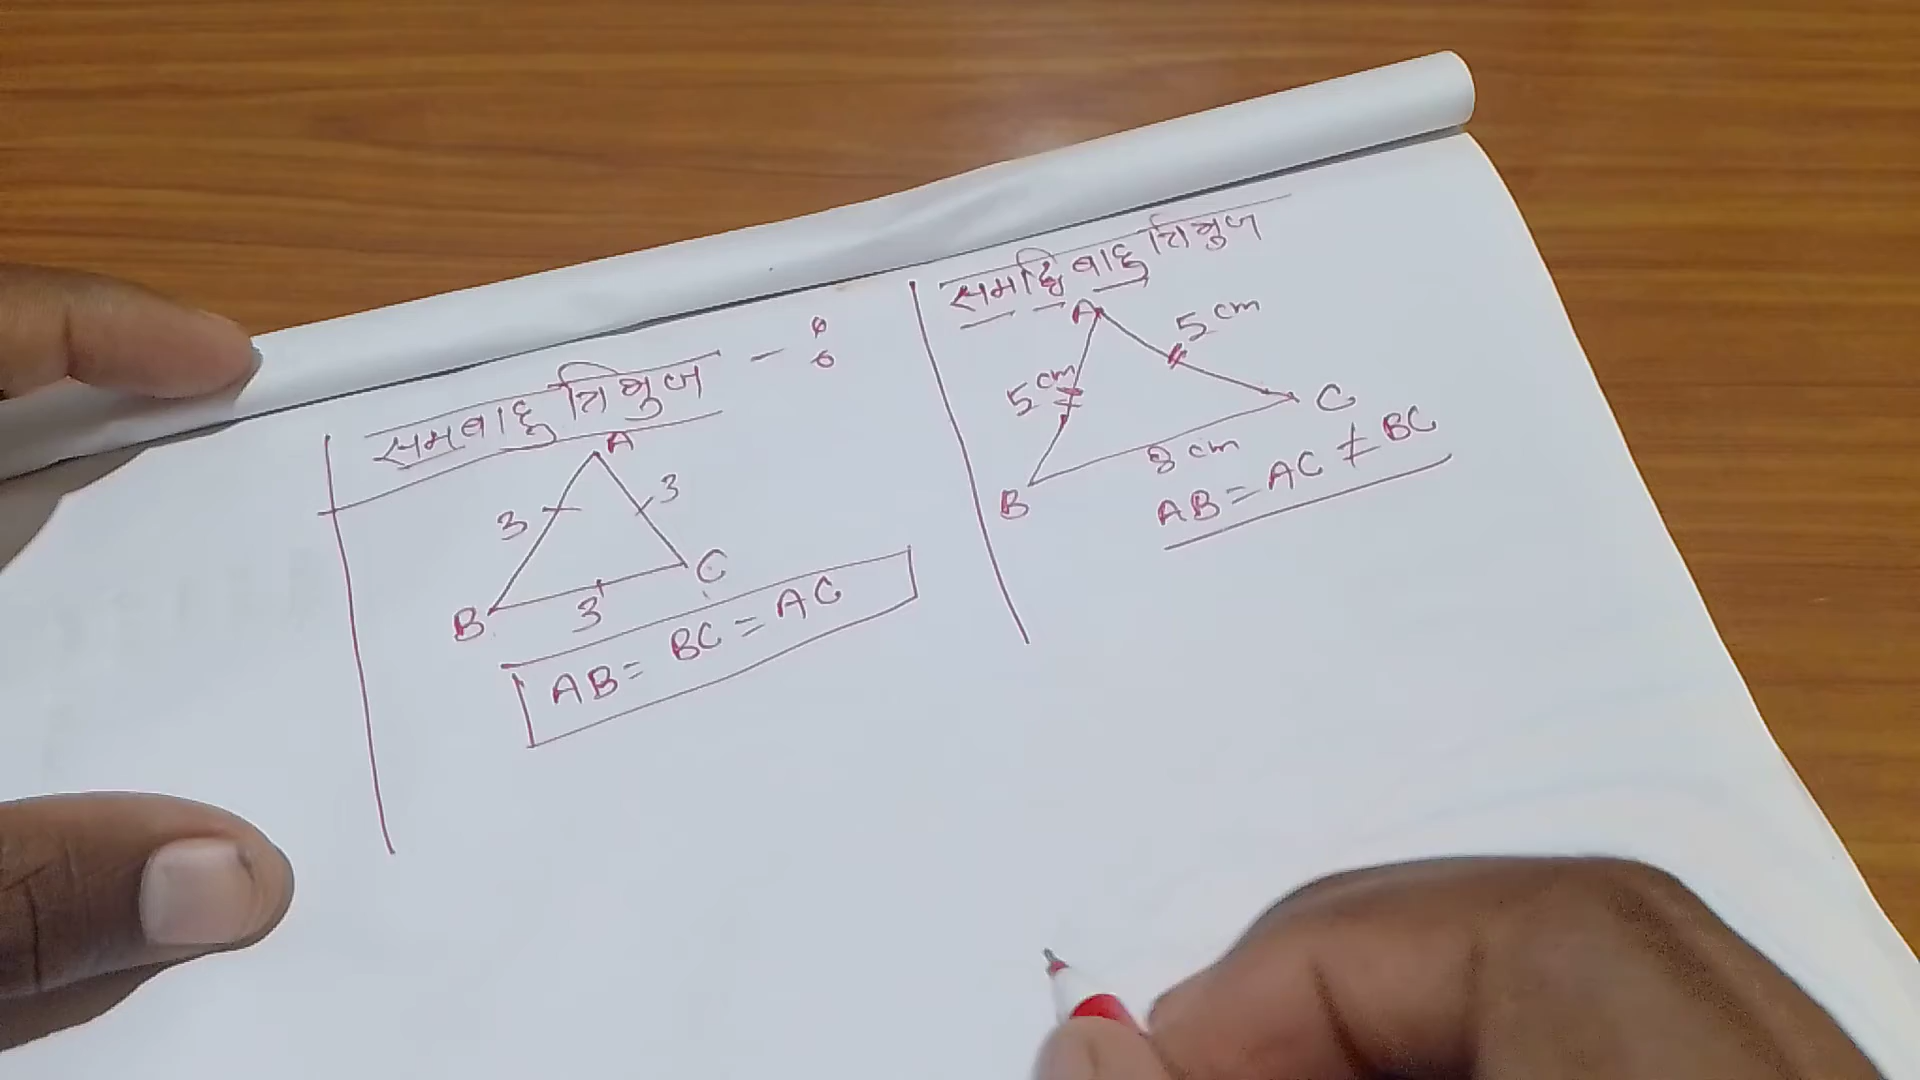 समबाहु त्रिभुज - :
A
3
3
B
3
C
AB = BC = AC
समद्विबाहु त्रिभुज
A
5 cm
5 cm
B
8 cm
C
AB = AC ≠ BC